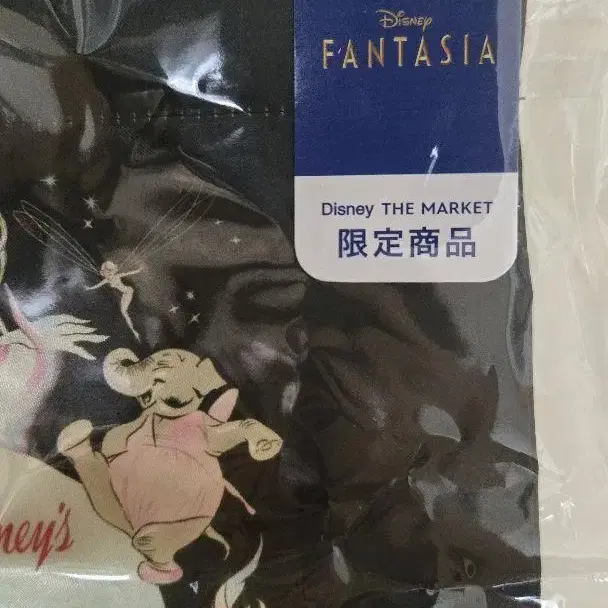 Disney
FANTASIA
Disney THE MARKET
限定商品
ney's